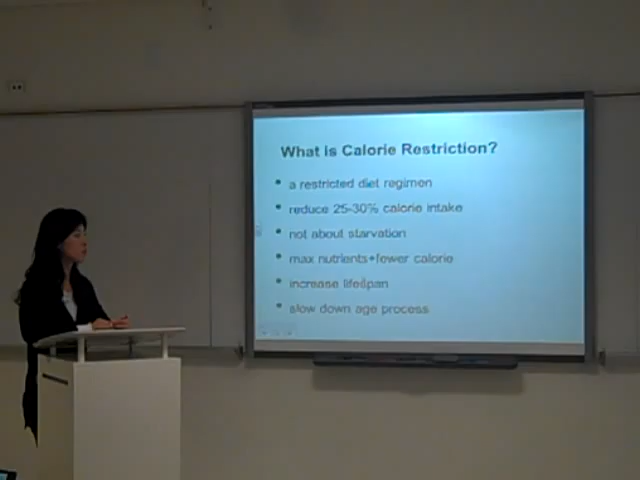 What is Calorie Restriction?
• a restricted diet regimen
• reduce 25-30% calorie intake
• not about starvation
• max nutrients+fewer calorie
• increase lifespan
• slow down age process